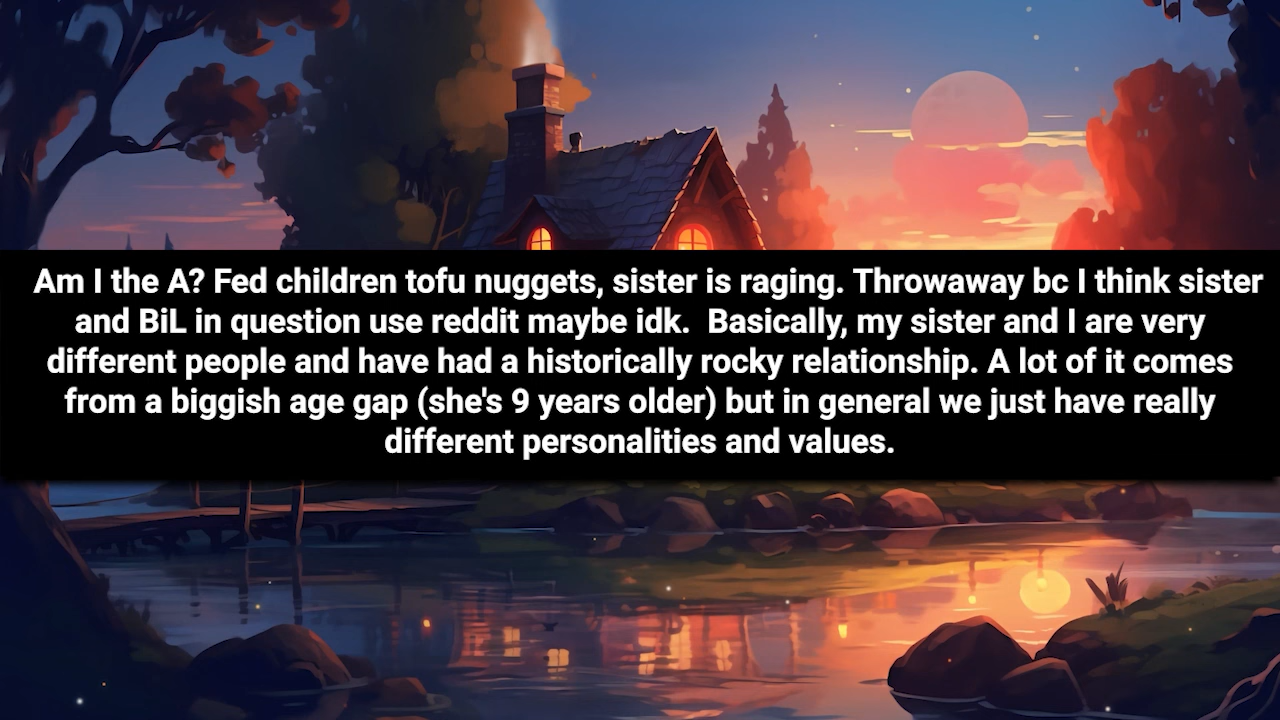 Am I the A? Fed children tofu nuggets, sister is raging. Throwaway bc I think sister
and BiL in question use reddit maybe idk.  Basically, my sister and I are very
different people and have had a historically rocky relationship. A lot of it comes
from a biggish age gap (she's 9 years older) but in general we just have really
different personalities and values.